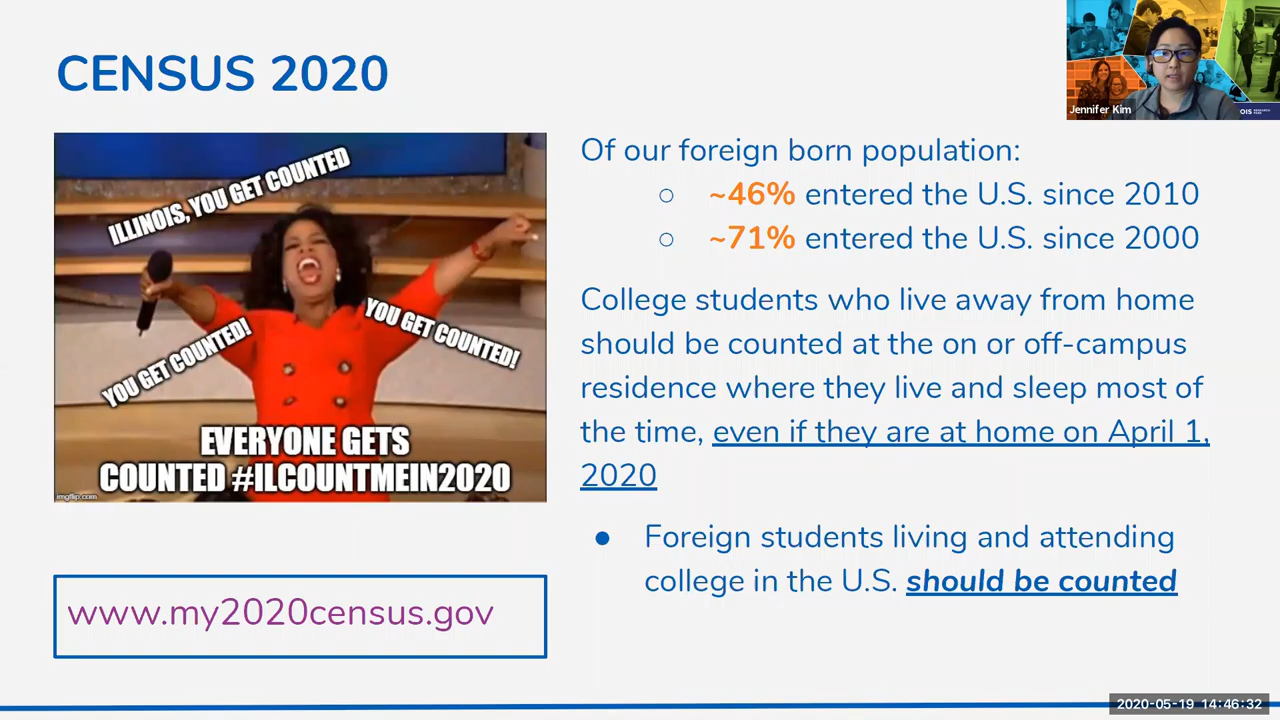 CENSUS 2020
Jennifer Kim
OIS RESEARCH
ILLINOIS, YOU GET COUNTED
YOU GET COUNTED!
YOU GET COUNTED!
EVERYONE GETS
COUNTED #ILCOUNTMEIN2020
imgflip.com
www.my2020census.gov
Of our foreign born population:
○ ~46% entered the U.S. since 2010
○ ~71% entered the U.S. since 2000
College students who live away from home
should be counted at the on or off-campus
residence where they live and sleep most of
the time, even if they are at home on April 1,
2020
● Foreign students living and attending
college in the U.S. should be counted
2020-05-19 14:46:32